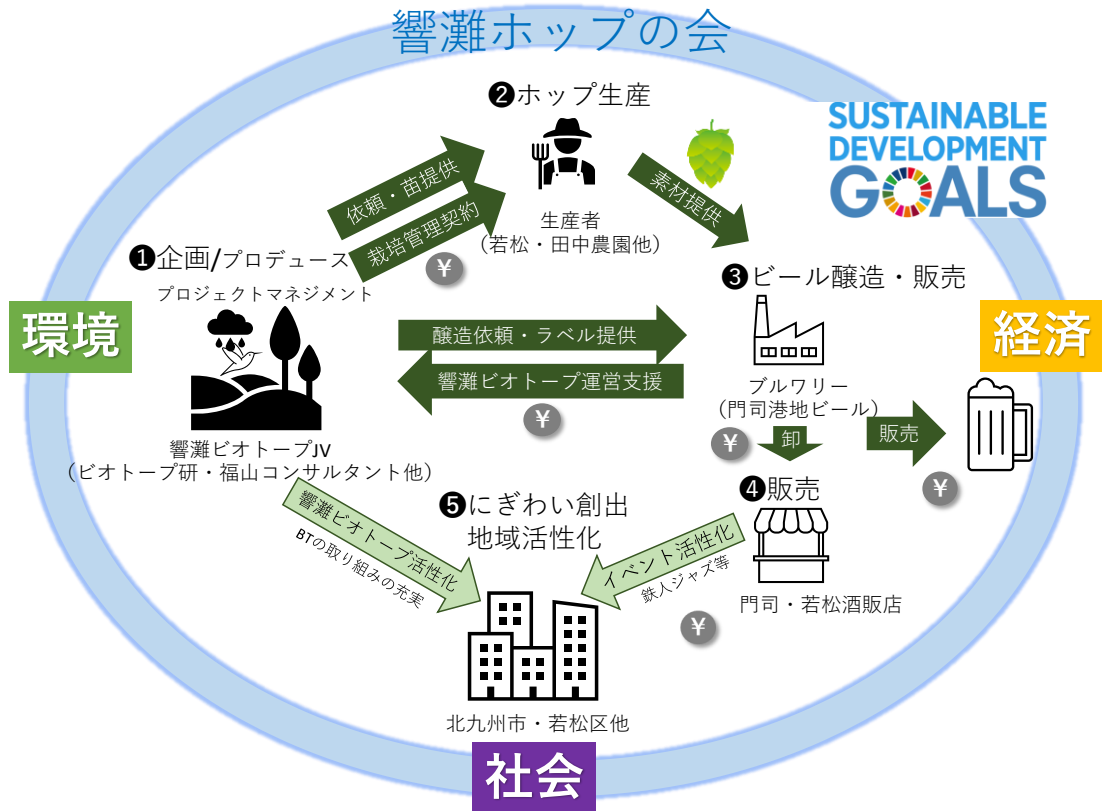 響灘ホップの会
❷ホップ生産
SUSTAINABLE
DEVELOPMENT
GOALS
依頼・苗提供
栽培管理契約
¥
素材提供
生産者
(若松・田中農園他)
❶企画/プロデュース
プロジェクトマネジメント
環境
響灘ビオトープJV
(ビオトープ研・福山コンサルタント他)
醸造依頼・ラベル提供
響灘ビオトープ運営支援
¥
❸ビール醸造・販売
ブルワリー
(門司港地ビール)
経済
¥
卸
販売
¥
❹販売
門司・若松酒販店
響灘ビオトープ活性化
BTの取り組みの充実
❺にぎわい創出
地域活性化
イベント活性化
鉄人ジャズ等
¥
北九州市・若松区他
社会